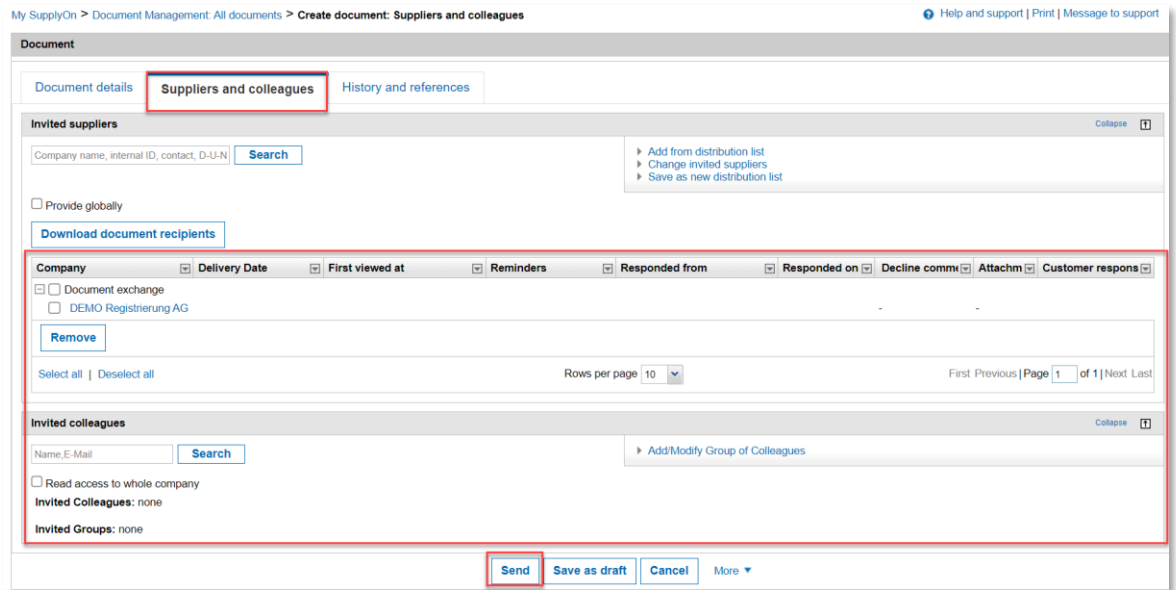 My SupplyOn > Document Management: All documents > Create document: Suppliers and colleagues
Help and support | Print | Message to support
Document
Document details
Suppliers and colleagues
History and references
Invited suppliers
Collapse
Company name, internal ID, contact, D-U-N
Search
Add from distribution list
Change invited suppliers
Save as new distribution list
Provide globally
Download document recipients
Company Delivery Date First viewed at Reminders Responded from Responded on Decline comme Attachm Customer respons
Document exchange
DEMO Registrierung AG - -
Remove
Select all | Deselect all Rows per page 10 First Previous | Page 1 of 1 | Next Last
Invited colleagues
Collapse
Name,E-Mail
Search
Add/Modify Group of Colleagues
Read access to whole company
Invited Colleagues: none
Invited Groups: none
Send Save as draft Cancel More